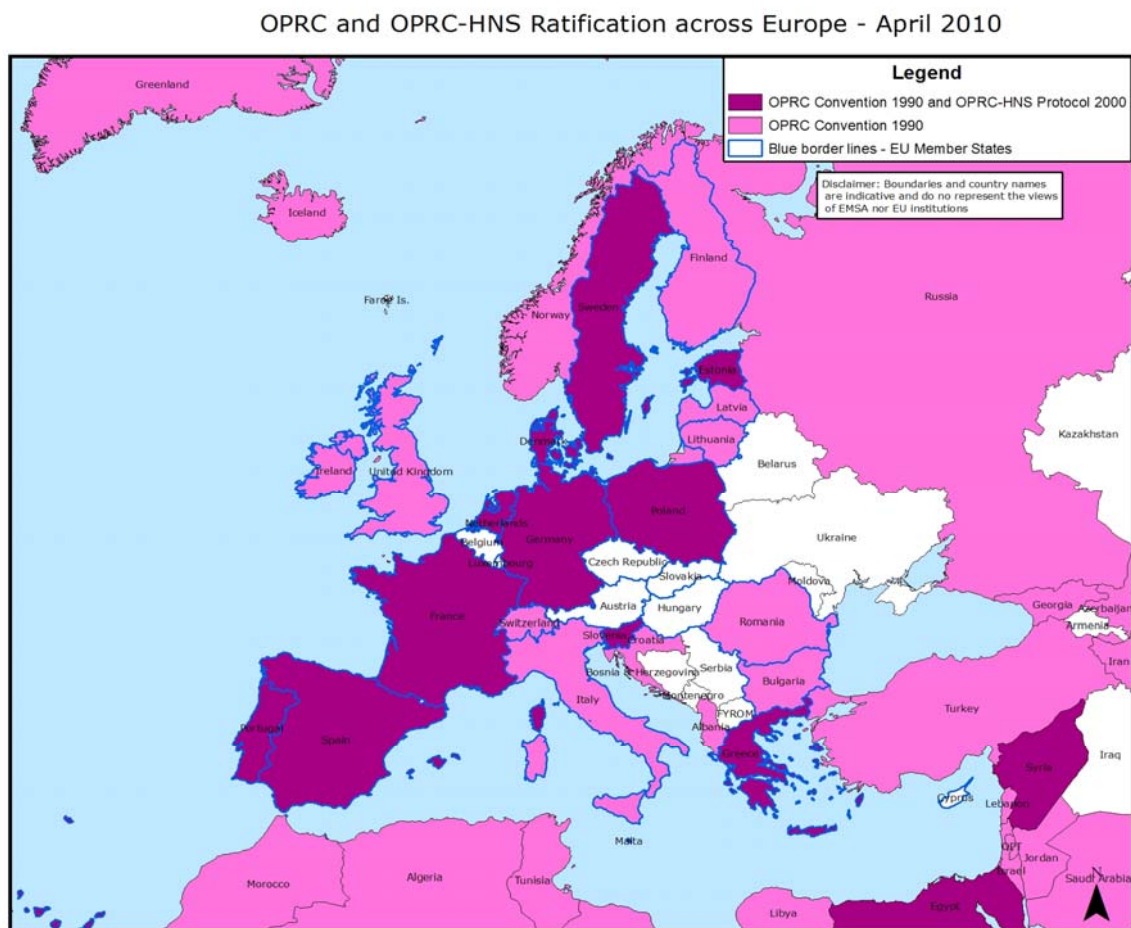 OPRC and OPRC-HNS Ratification across Europe - April 2010
Legend
OPRC Convention 1990 and OPRC-HNS Protocol 2000
OPRC Convention 1990
Blue border lines - EU Member States
Disclaimer: Boundaries and country names
are indicative and do no represent the views
of EMSA nor EU institutions
Greenland
Iceland
Faroe Is.
Norway
Sweden
Finland
Russia
Estonia
Latvia
Lithuania
Denmark
Ireland
United Kingdom
Belarus
Kazakhstan
Netherlands
Belgium
Luxembourg
Germany
Poland
Ukraine
Czech Republic
Slovakia
Moldova
Austria
Hungary
France
Switzerland
Slovenia
Croatia
Romania
Georgia
Azerbaijan
Armenia
Bosnia & Herzegovina
Serbia
Montenegro
Bulgaria
Iran
Italy
FYROM
Albania
Turkey
Portugal
Spain
Greece
Syria
Iraq
Cyprus
Lebanon
Malta
OPT
Israel
Jordan
Saudi Arabia
Morocco
Algeria
Tunisia
Libya
Egypt
N